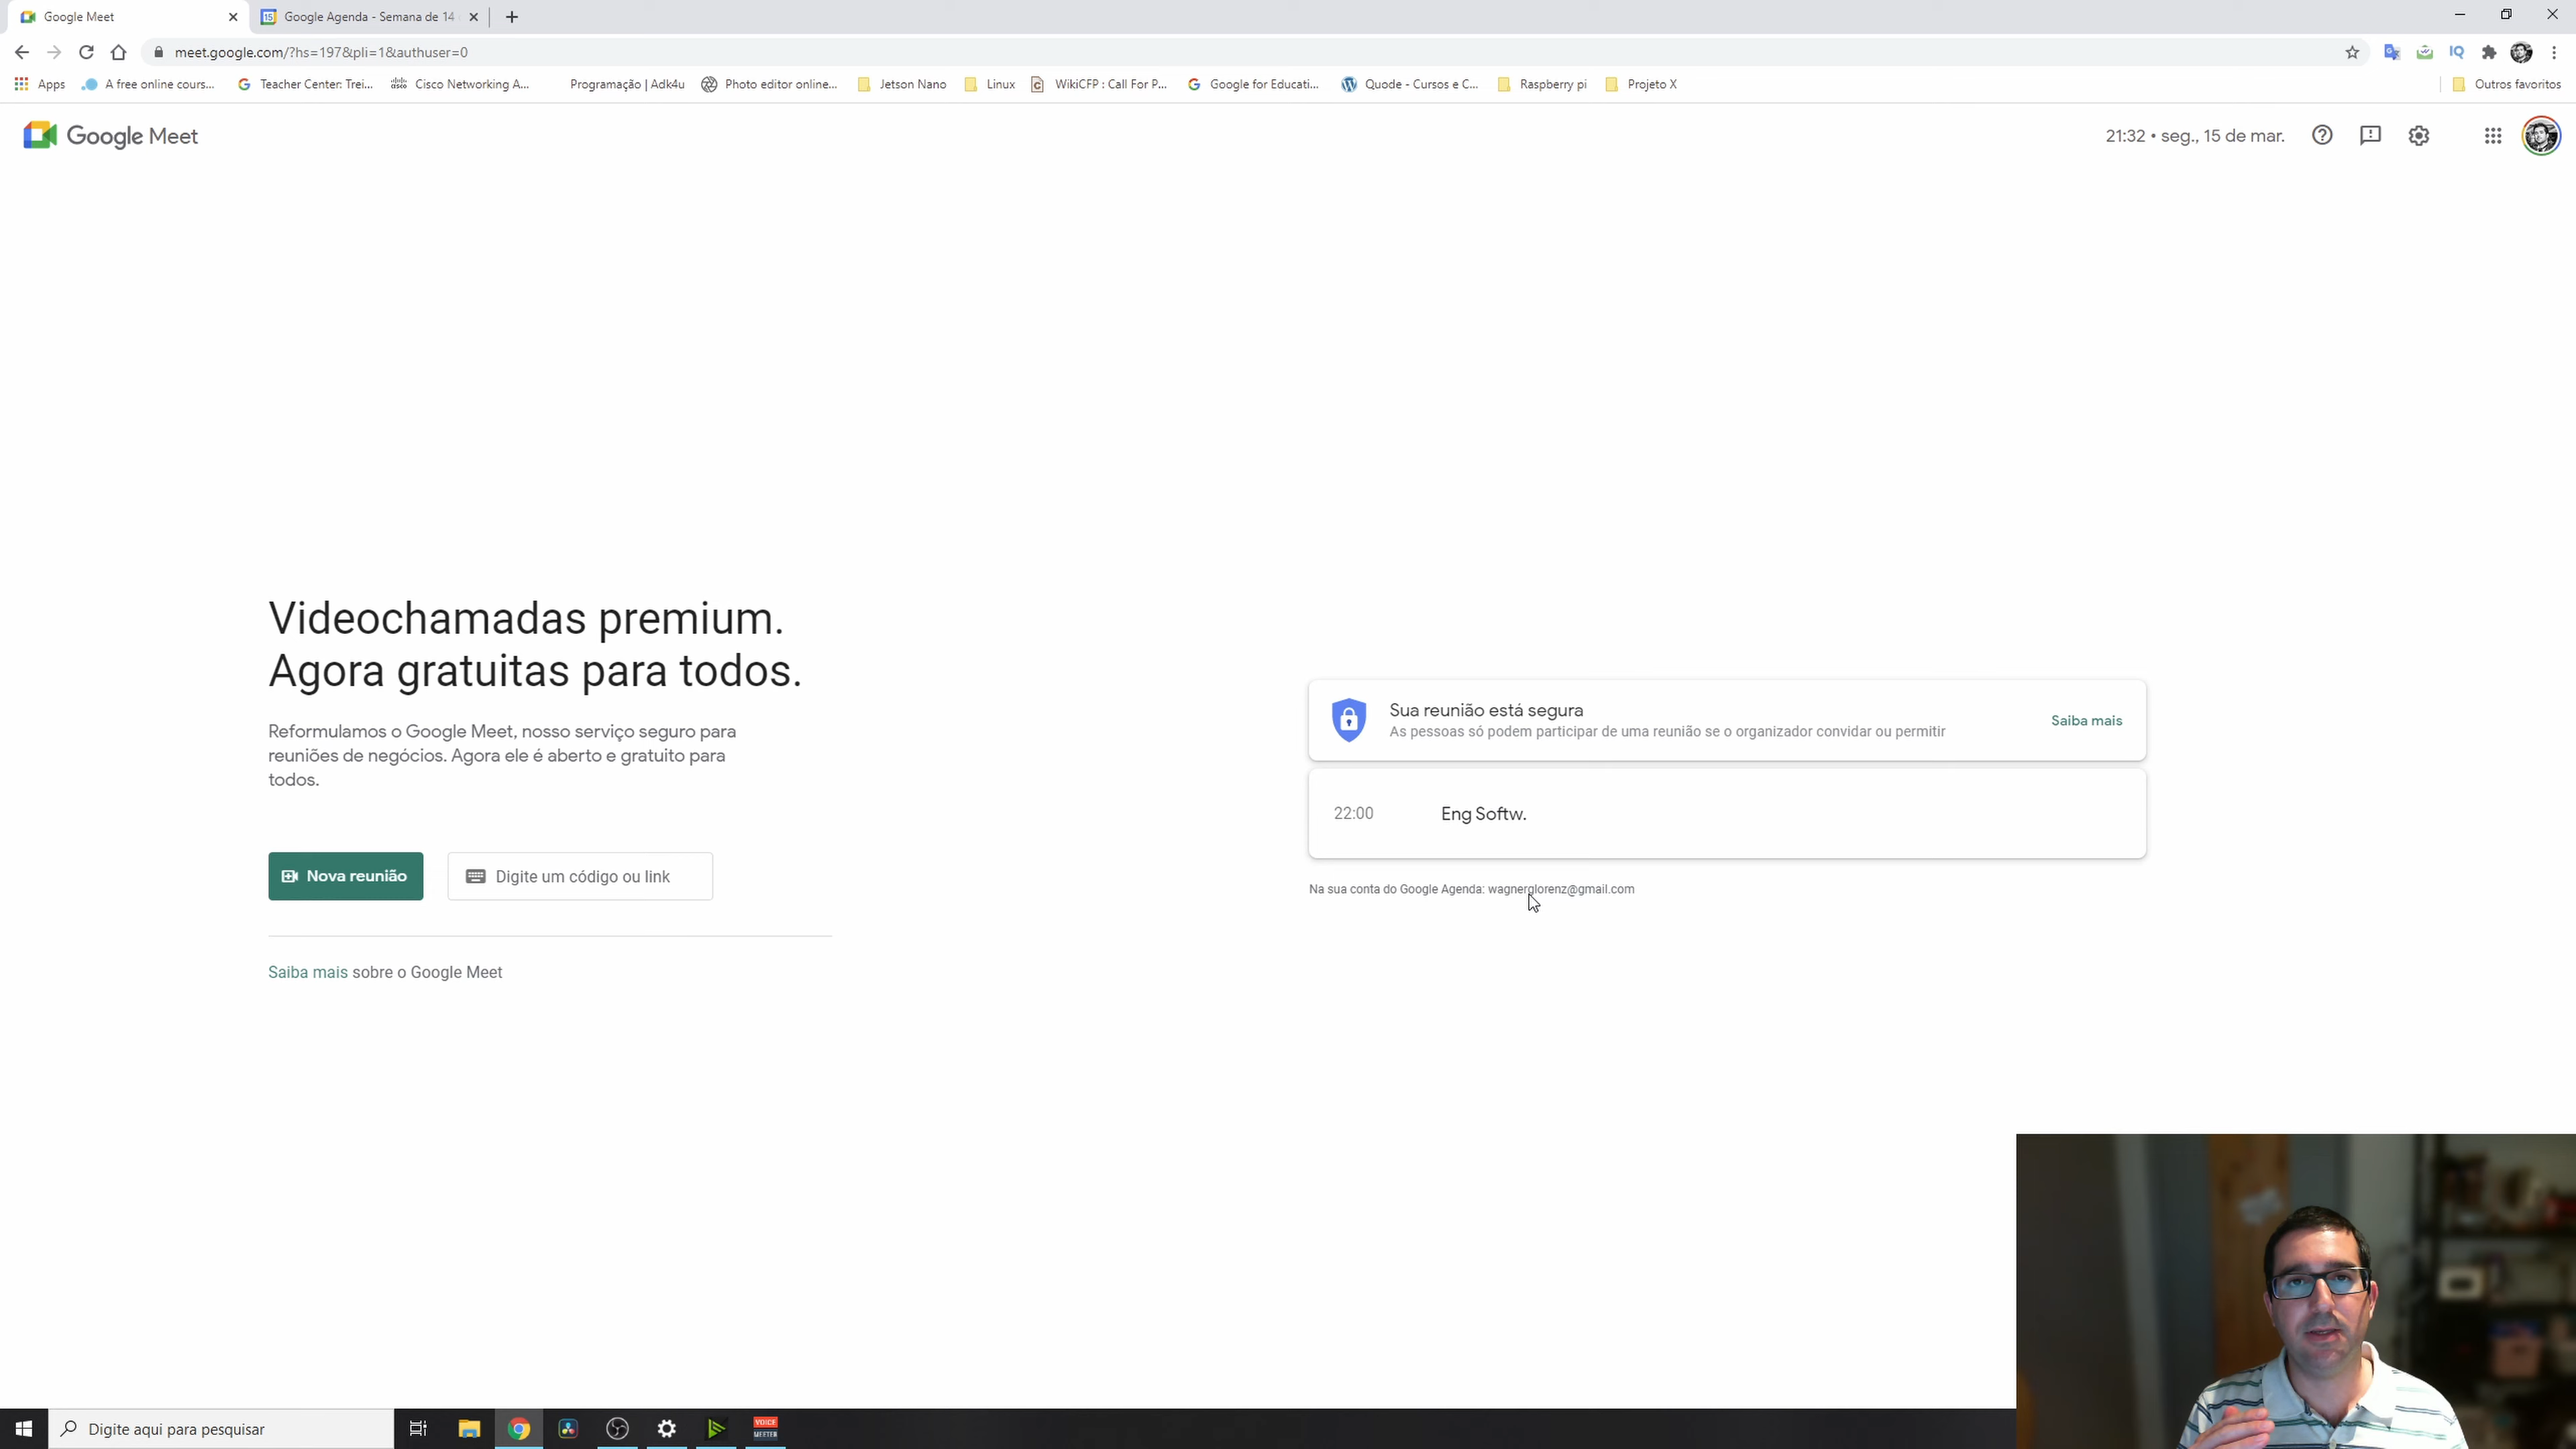 Google Meet
Google Agenda - Semana de 14
meet.google.com/?hs=197&pli=1&authuser=0
IQ
Apps
A free online cours...
Teacher Center: Trei...
Cisco Networking A...
Programação | Adk4u
Photo editor online...
Jetson Nano
Linux
WikiCFP : Call For P...
Google for Educati...
Quode - Cursos e C...
Raspberry pi
Projeto X
Outros favoritos
Google Meet
21:32 • seg., 15 de mar.
Videochamadas premium.
Agora gratuitas para todos.
Reformulamos o Google Meet, nosso serviço seguro para
reuniões de negócios. Agora ele é aberto e gratuito para
todos.
Nova reunião
Digite um código ou link
Saiba mais sobre o Google Meet
Sua reunião está segura
As pessoas só podem participar de uma reunião se o organizador convidar ou permitir
Saiba mais
22:00 Eng Softw.
Na sua conta do Google Agenda: wagnerglorenz@gmail.com
Digite aqui para pesquisar
VOICE
MEETER